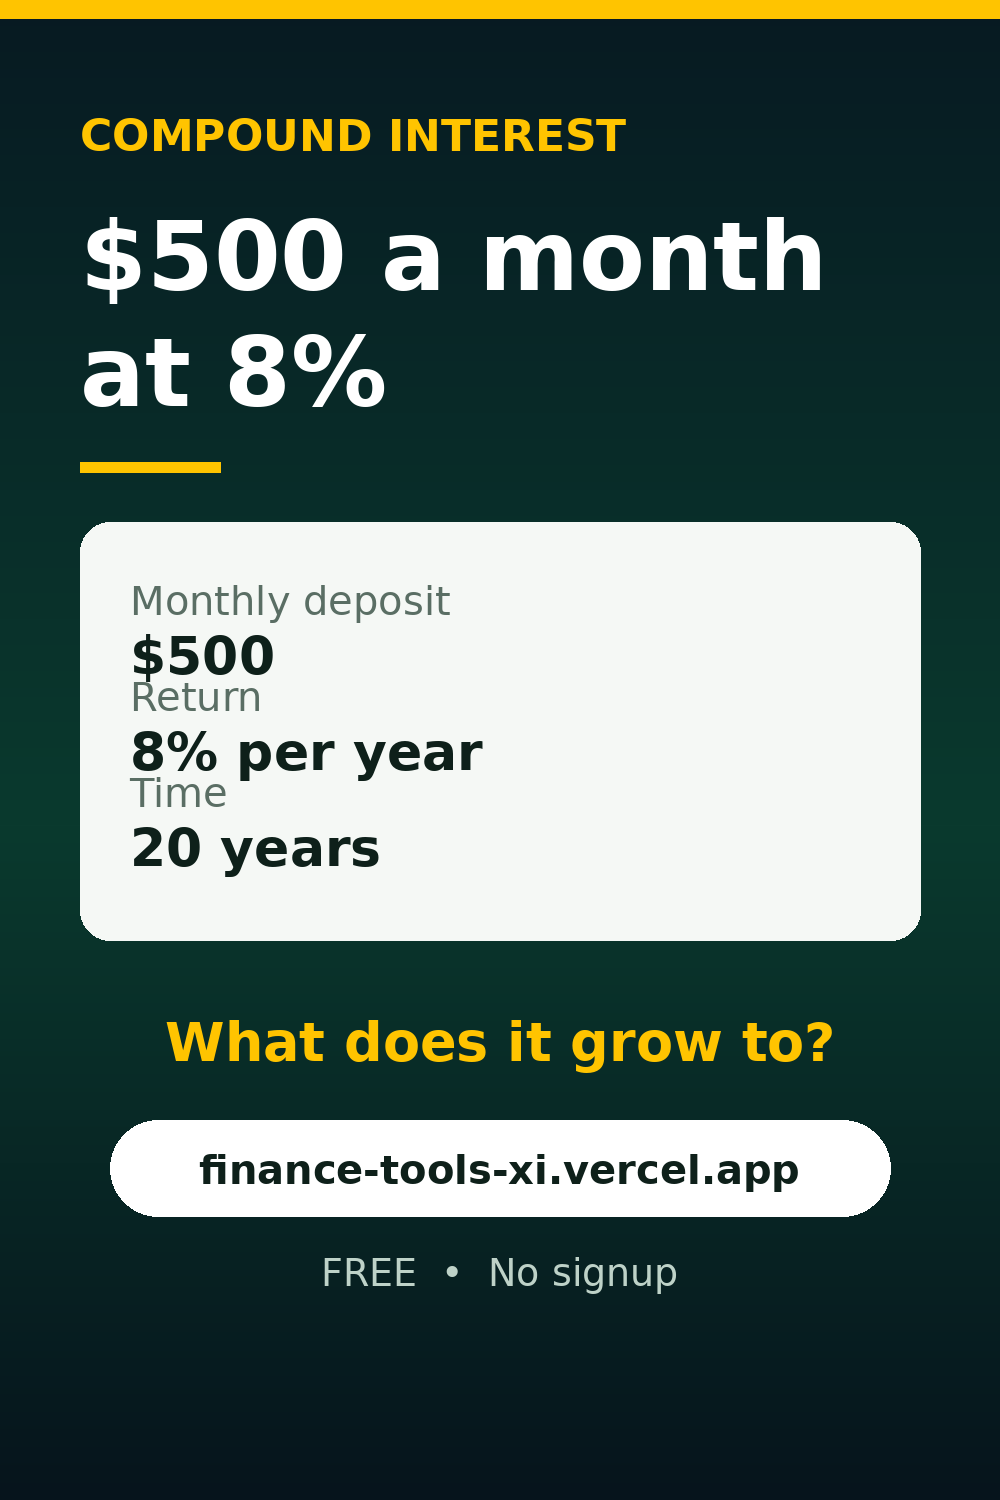 COMPOUND INTEREST
$500 a month
at 8%
Monthly deposit
$500
Return
8% per year
Time
20 years
What does it grow to?
finance-tools-xi.vercel.app
FREE • No signup